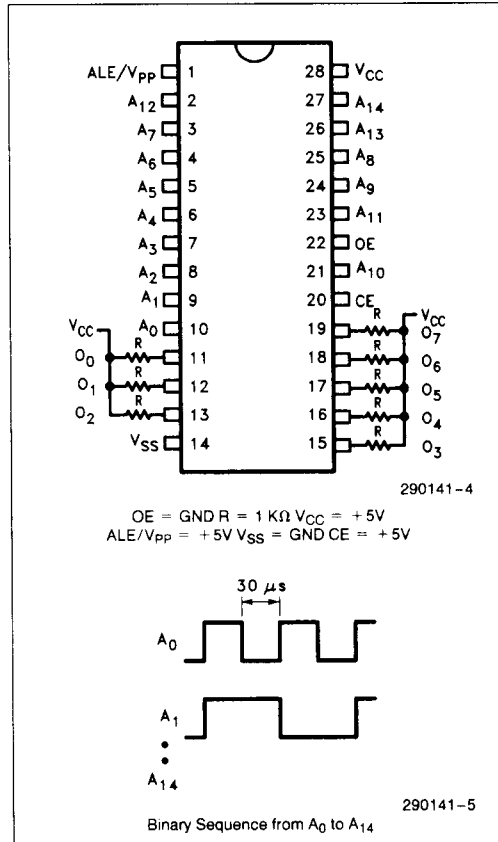 ALE/VPP 1 28 VCC
A12 2 27 A14
A7 3 26 A13
A6 4 25 A8
A5 5 24 A9
A4 6 23 A11
A3 7 22 OE
A2 8 21 A10
A1 9 20 CE
VCC A0 10 19 R VCC O7
O0 R 11 18 R O6
O1 R 12 17 R O5
O2 R 13 16 R O4
VSS 14 15 R O3
290141-4
OE = GND R = 1 KΩ VCC = +5V
ALE/VPP = +5V VSS = GND CE = +5V
30 µs
A0
A1
A14
290141-5
Binary Sequence from A0 to A14